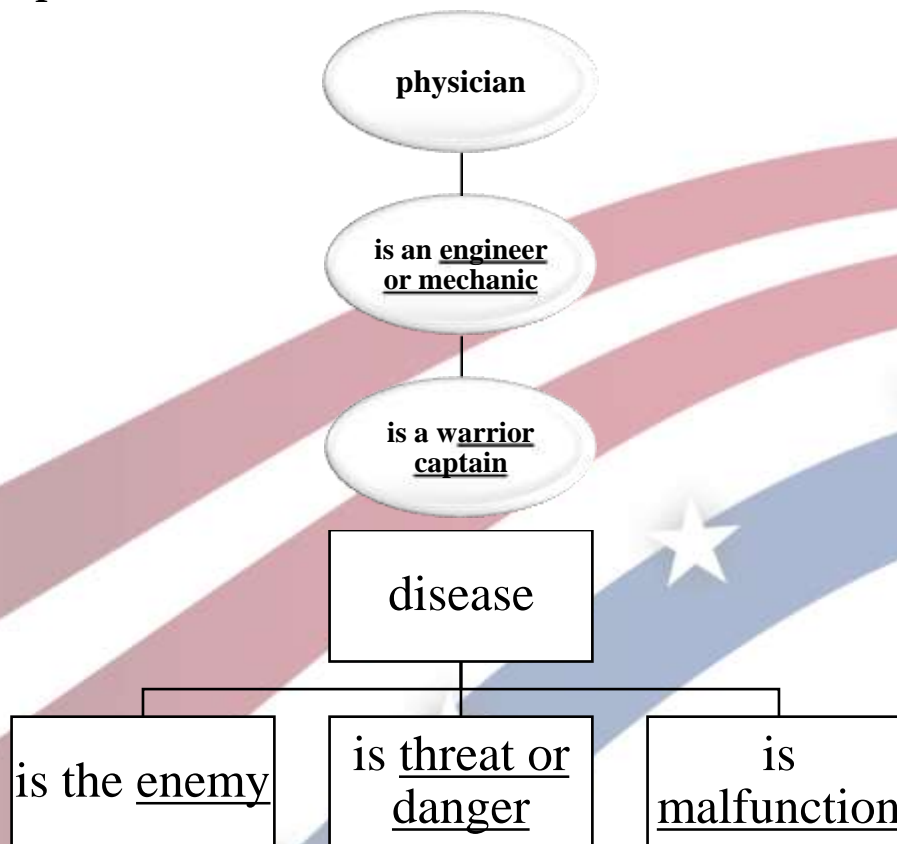 physician
is an engineer
or mechanic
is a warrior
captain
disease
is the enemy
is threat or
danger
is
malfunction